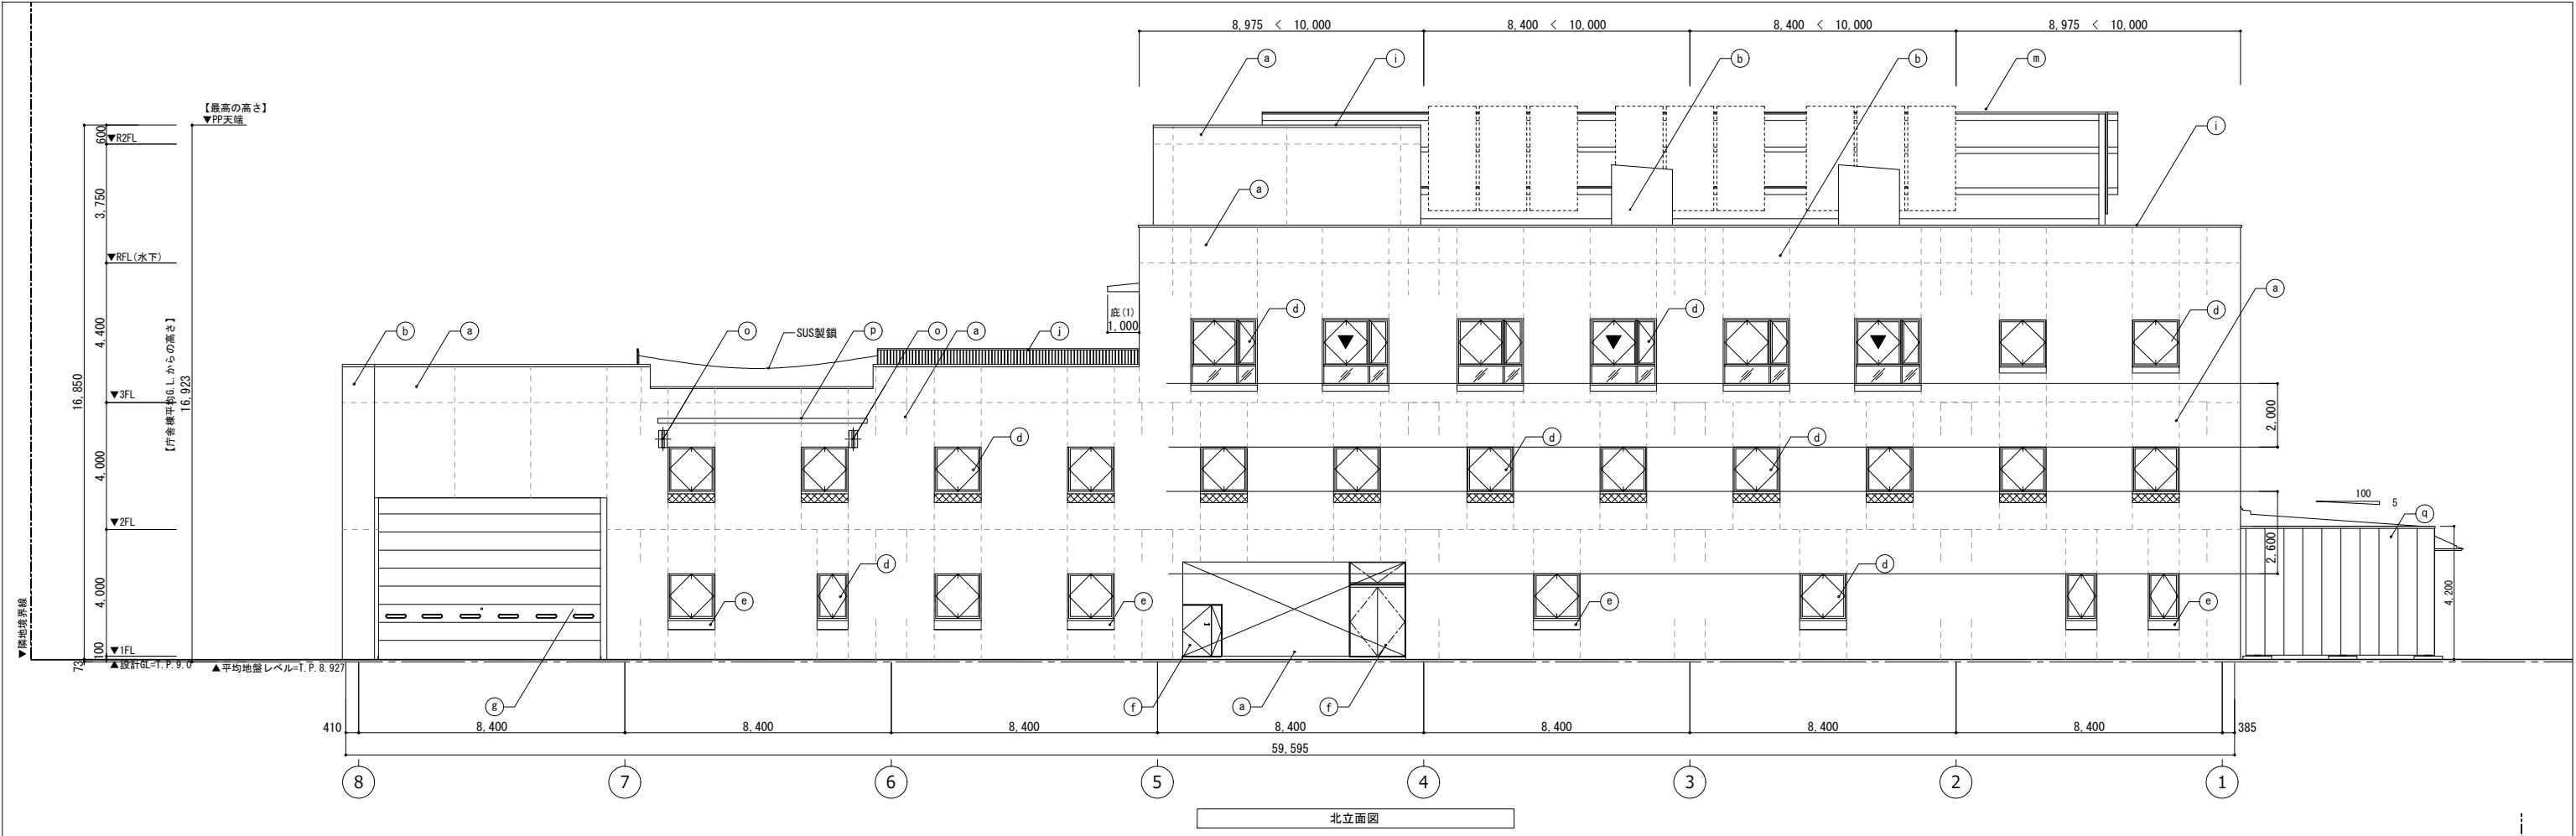 8,975 < 10,000
8,400 < 10,000
8,400 < 10,000
8,975 < 10,000
a
i
b
b
m
【最高の高さ】
▼PP天端
600
▼R2FL
a
i
3,750
a
▼RFL(水下)
庇(1)
1,000
d
d
a
d
4,400
16,850
【庁舎棟平均G.L.からの高さ】
16,923
b
a
o
SUS製鎖
p
o
a
j
▼3FL
a
2,000
d
d
d
4,000
100
5
q
▼2FL
2,600
d
d
4,200
4,000
e
e
e
e
▼隣地境界線
100
▼1FL
73
▲設計GL=T.P.9.0
▲平均地盤レベル=T.P.8.927
g
f
a
f
410
8,400
8,400
8,400
8,400
8,400
8,400
8,400
385
59,595
8
7
6
5
4
3
2
1
北立面図